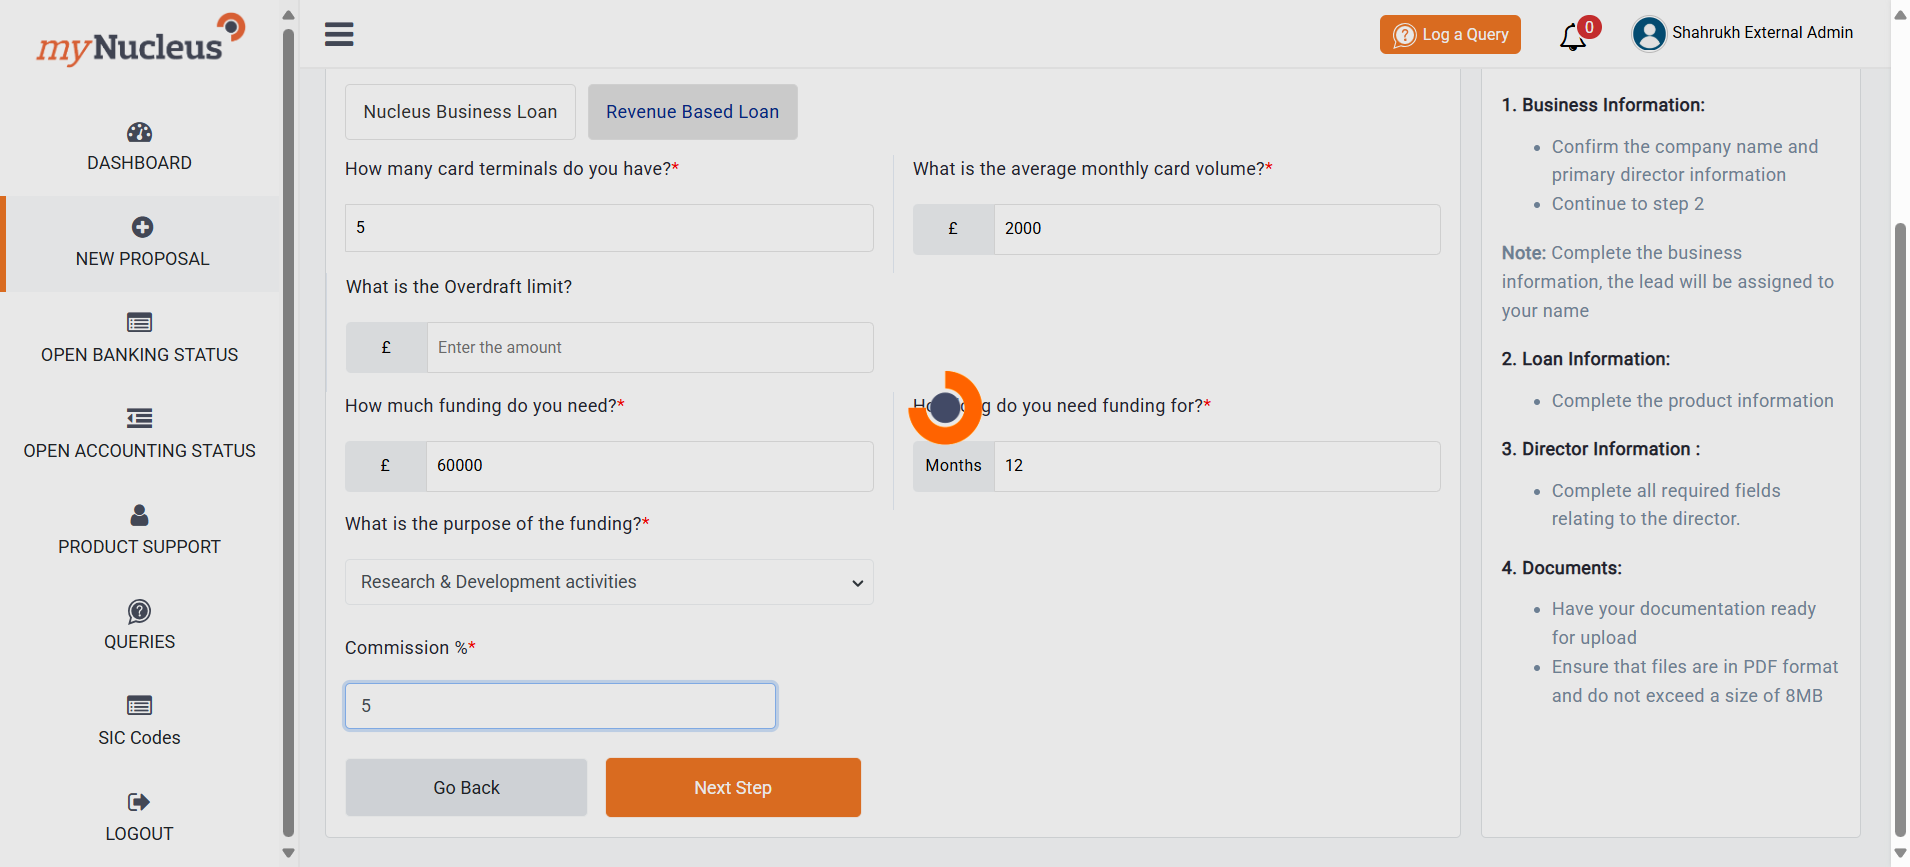 myNucleus
DASHBOARD
NEW PROPOSAL
OPEN BANKING STATUS
OPEN ACCOUNTING STATUS
PRODUCT SUPPORT
QUERIES
SIC Codes
LOGOUT
Log a Query
0
Shahrukh External Admin
Nucleus Business Loan
Revenue Based Loan
How many card terminals do you have?*
5
What is the average monthly card volume?*
£ 2000
What is the Overdraft limit?
£ Enter the amount
How much funding do you need?*
£ 60000
do you need funding for?*
Months 12
What is the purpose of the funding?*
Research & Development activities
Commission %*
5
Go Back
Next Step
1. Business Information:
• Confirm the company name and
primary director information
• Continue to step 2
Note: Complete the business
information, the lead will be assigned to
your name
2. Loan Information:
• Complete the product information
3. Director Information :
• Complete all required fields
relating to the director.
4. Documents:
• Have your documentation ready
for upload
• Ensure that files are in PDF format
and do not exceed a size of 8MB